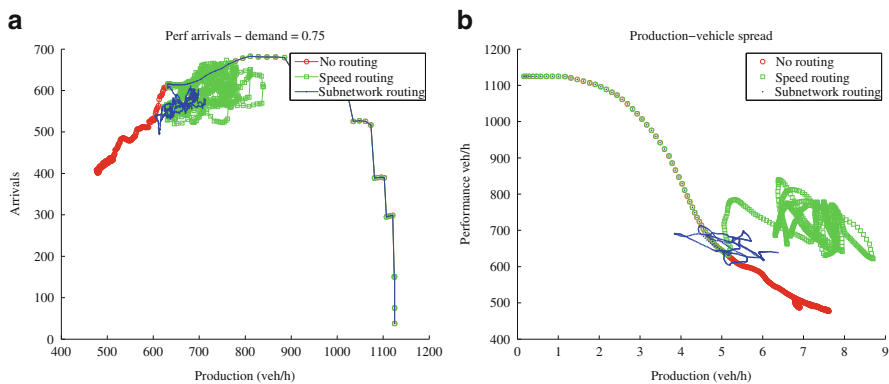 a
Perf arrivals – demand = 0.75
700
600
500
400
300
200
100
0
Arrivals
No routing
Speed routing
Subnetwork routing
400 500 600 700 800 900 1000 1100 1200
Production (veh/h)
b
Production–vehicle spread
1200
1100
1000
900
800
700
600
500
400
Performance veh/h
No routing
Speed routing
Subnetwork routing
0 1 2 3 4 5 6 7 8 9
Production (veh/h)